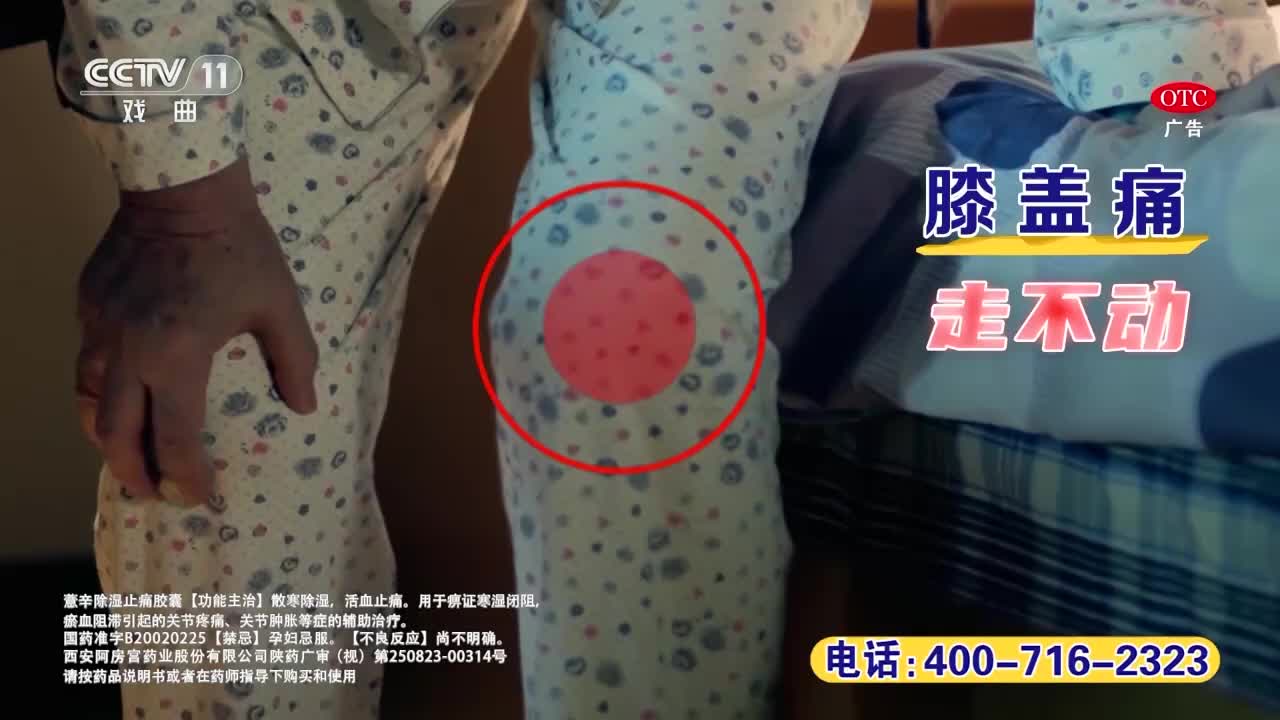 CCTV 11
戏曲
OTC
广告
膝盖痛
走不动
薏辛除湿止痛胶囊【功能主治】散寒除湿，活血止痛。用于痹证寒湿闭阻，
瘀血阻滞引起的关节疼痛、关节肿胀等症的辅助治疗。
国药准字B20020225【禁忌】孕妇忌服。【不良反应】尚不明确。
西安阿房宫药业股份有限公司陕药广审（视）第250823-00314号
请按药品说明书或者在药师指导下购买和使用
电话:400-716-2323